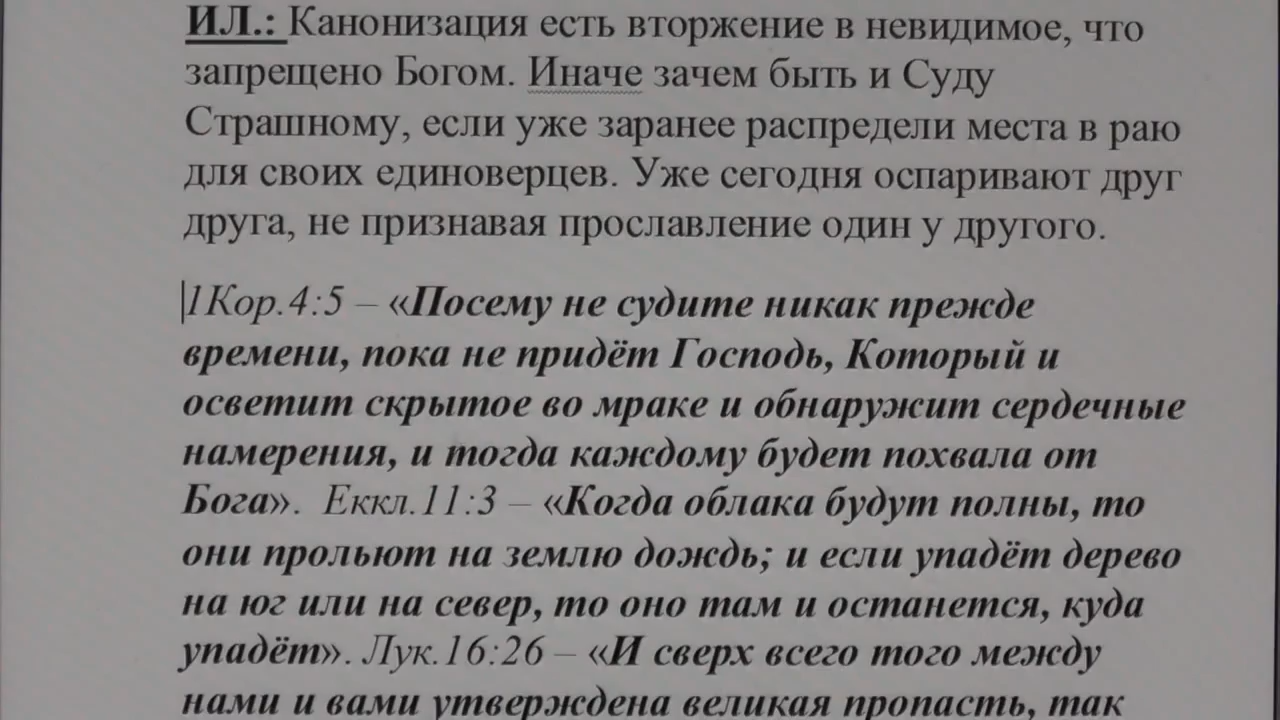 ИЛ.: Канонизация есть вторжение в невидимое, что
запрещено Богом. Иначе зачем быть и Суду
Страшному, если уже заранее распредели места в раю
для своих единоверцев. Уже сегодня оспаривают друг
друга, не признавая прославление один у другого.
1Кор.4:5 – «Посему не судите никак прежде
времени, пока не придёт Господь, Который и
осветит скрытое во мраке и обнаружит сердечные
намерения, и тогда каждому будет похвала от
Бога». Еккл.11:3 – «Когда облака будут полны, то
они прольют на землю дождь; и если упадёт дерево
на юг или на север, то оно там и останется, куда
упадёт». Лук.16:26 – «И сверх всего того между
нами и вами утверждена великая пропасть, так